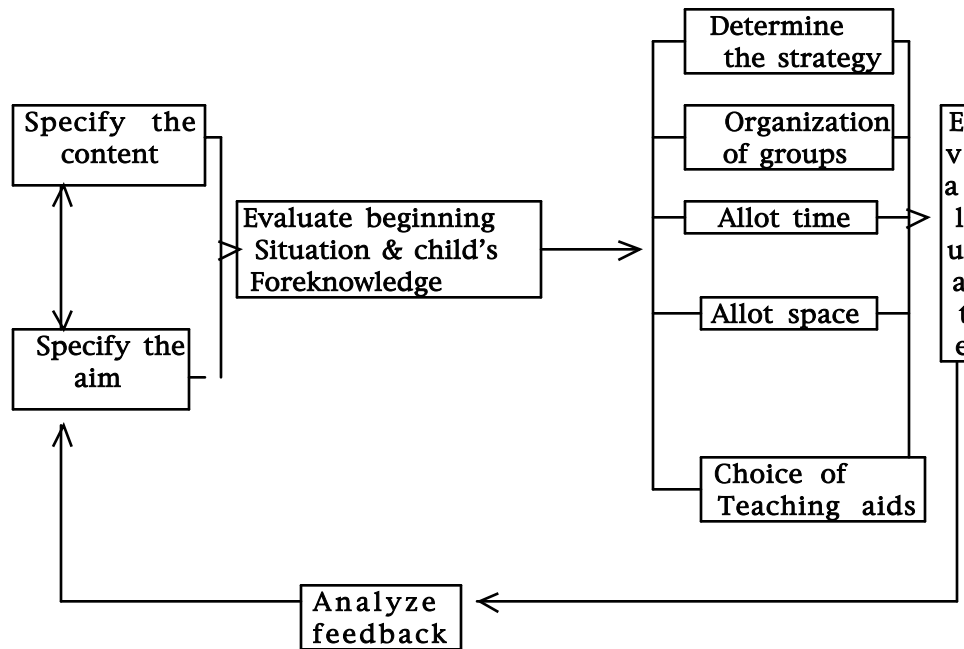 Specify the
content
Specify the
aim
Evaluate beginning
Situation & child's
Foreknowledge
Determine
the strategy
Organization
of groups
Allot time
Allot space
Choice of
Teaching aids
E
v
a
l
u
a
t
e
Analyze
feedback